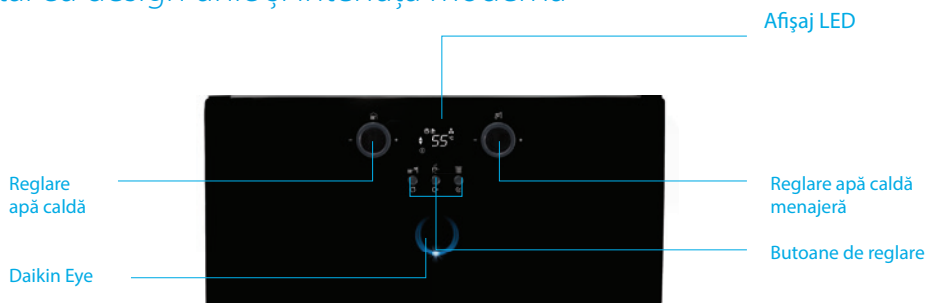 Afişaj LED
55°C
Reglare
apă caldă
Reglare apă caldă
menajeră
Butoane de reglare
Daikin Eye